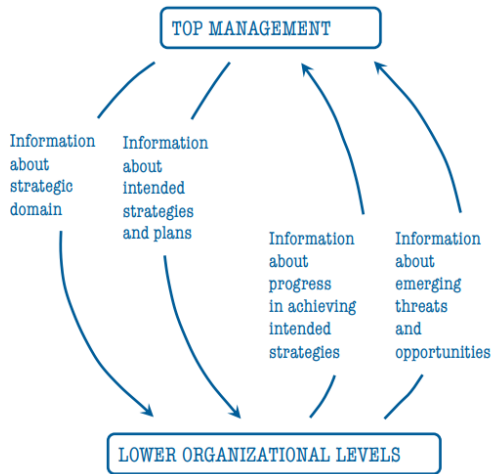 TOP MANAGEMENT
Information
about
strategic
domain
Information
about
intended
strategies
and plans
Information
about
progress
in achieving
intended
strategies
Information
about
emerging
threats
and
opportunities
LOWER ORGANIZATIONAL LEVELS